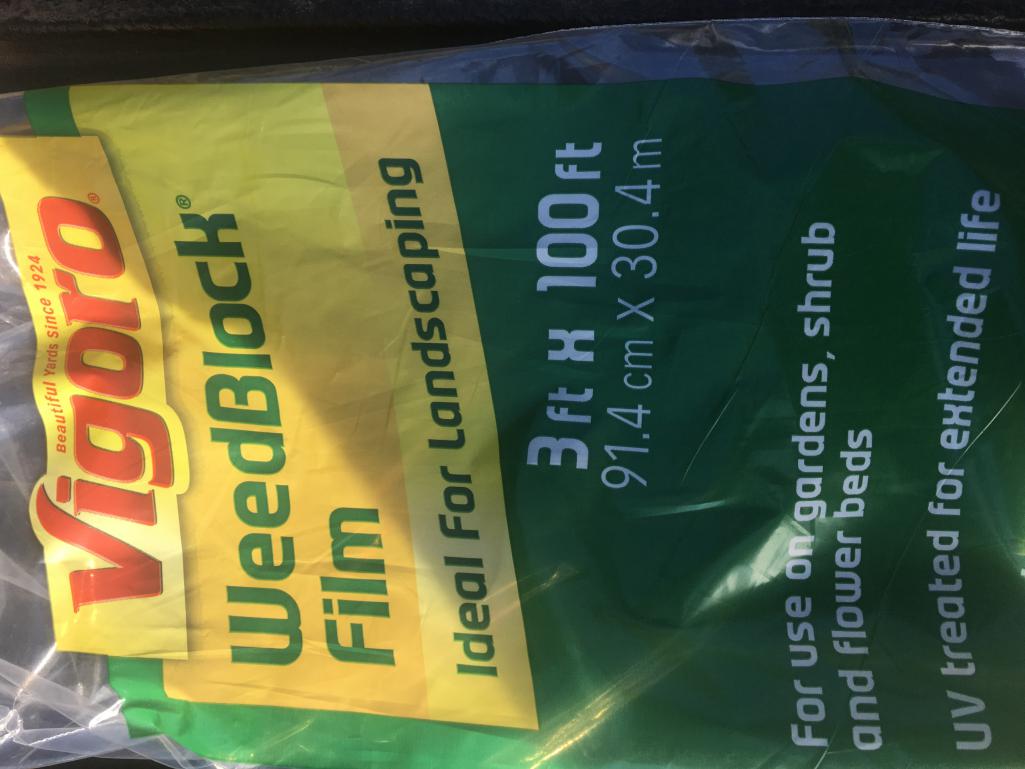 Beautiful Yards Since 1924
Vigoro®
WeedBlock®
Film
Ideal For Landscaping
3 ft x 100 ft
91.4 cm x 30.4 m
For use on gardens, shrub
and flower beds
UV treated for extended life